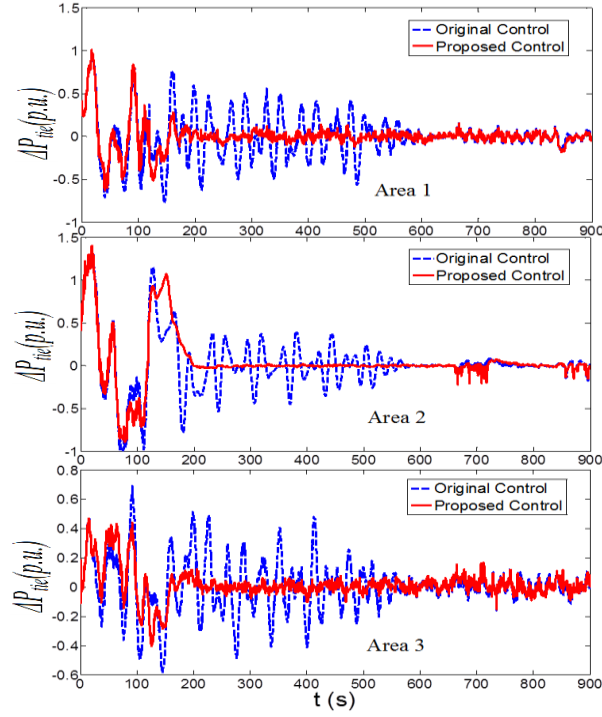 1.5
1
0.5
0
-0.5
-1
ΔP_tie(p.u.)
Original Control
Proposed Control
Area 1
0 100 200 300 400 500 600 700 800 900
1.5
1
0.5
0
-0.5
-1
ΔP_tie(p.u.)
Original Control
Proposed Control
Area 2
0 100 200 300 400 500 600 700 800 900
0.8
0.6
0.4
0.2
0
-0.2
-0.4
-0.6
ΔP_tie(p.u.)
Original Control
Proposed Control
Area 3
0 100 200 300 400 500 600 700 800 900
t (s)